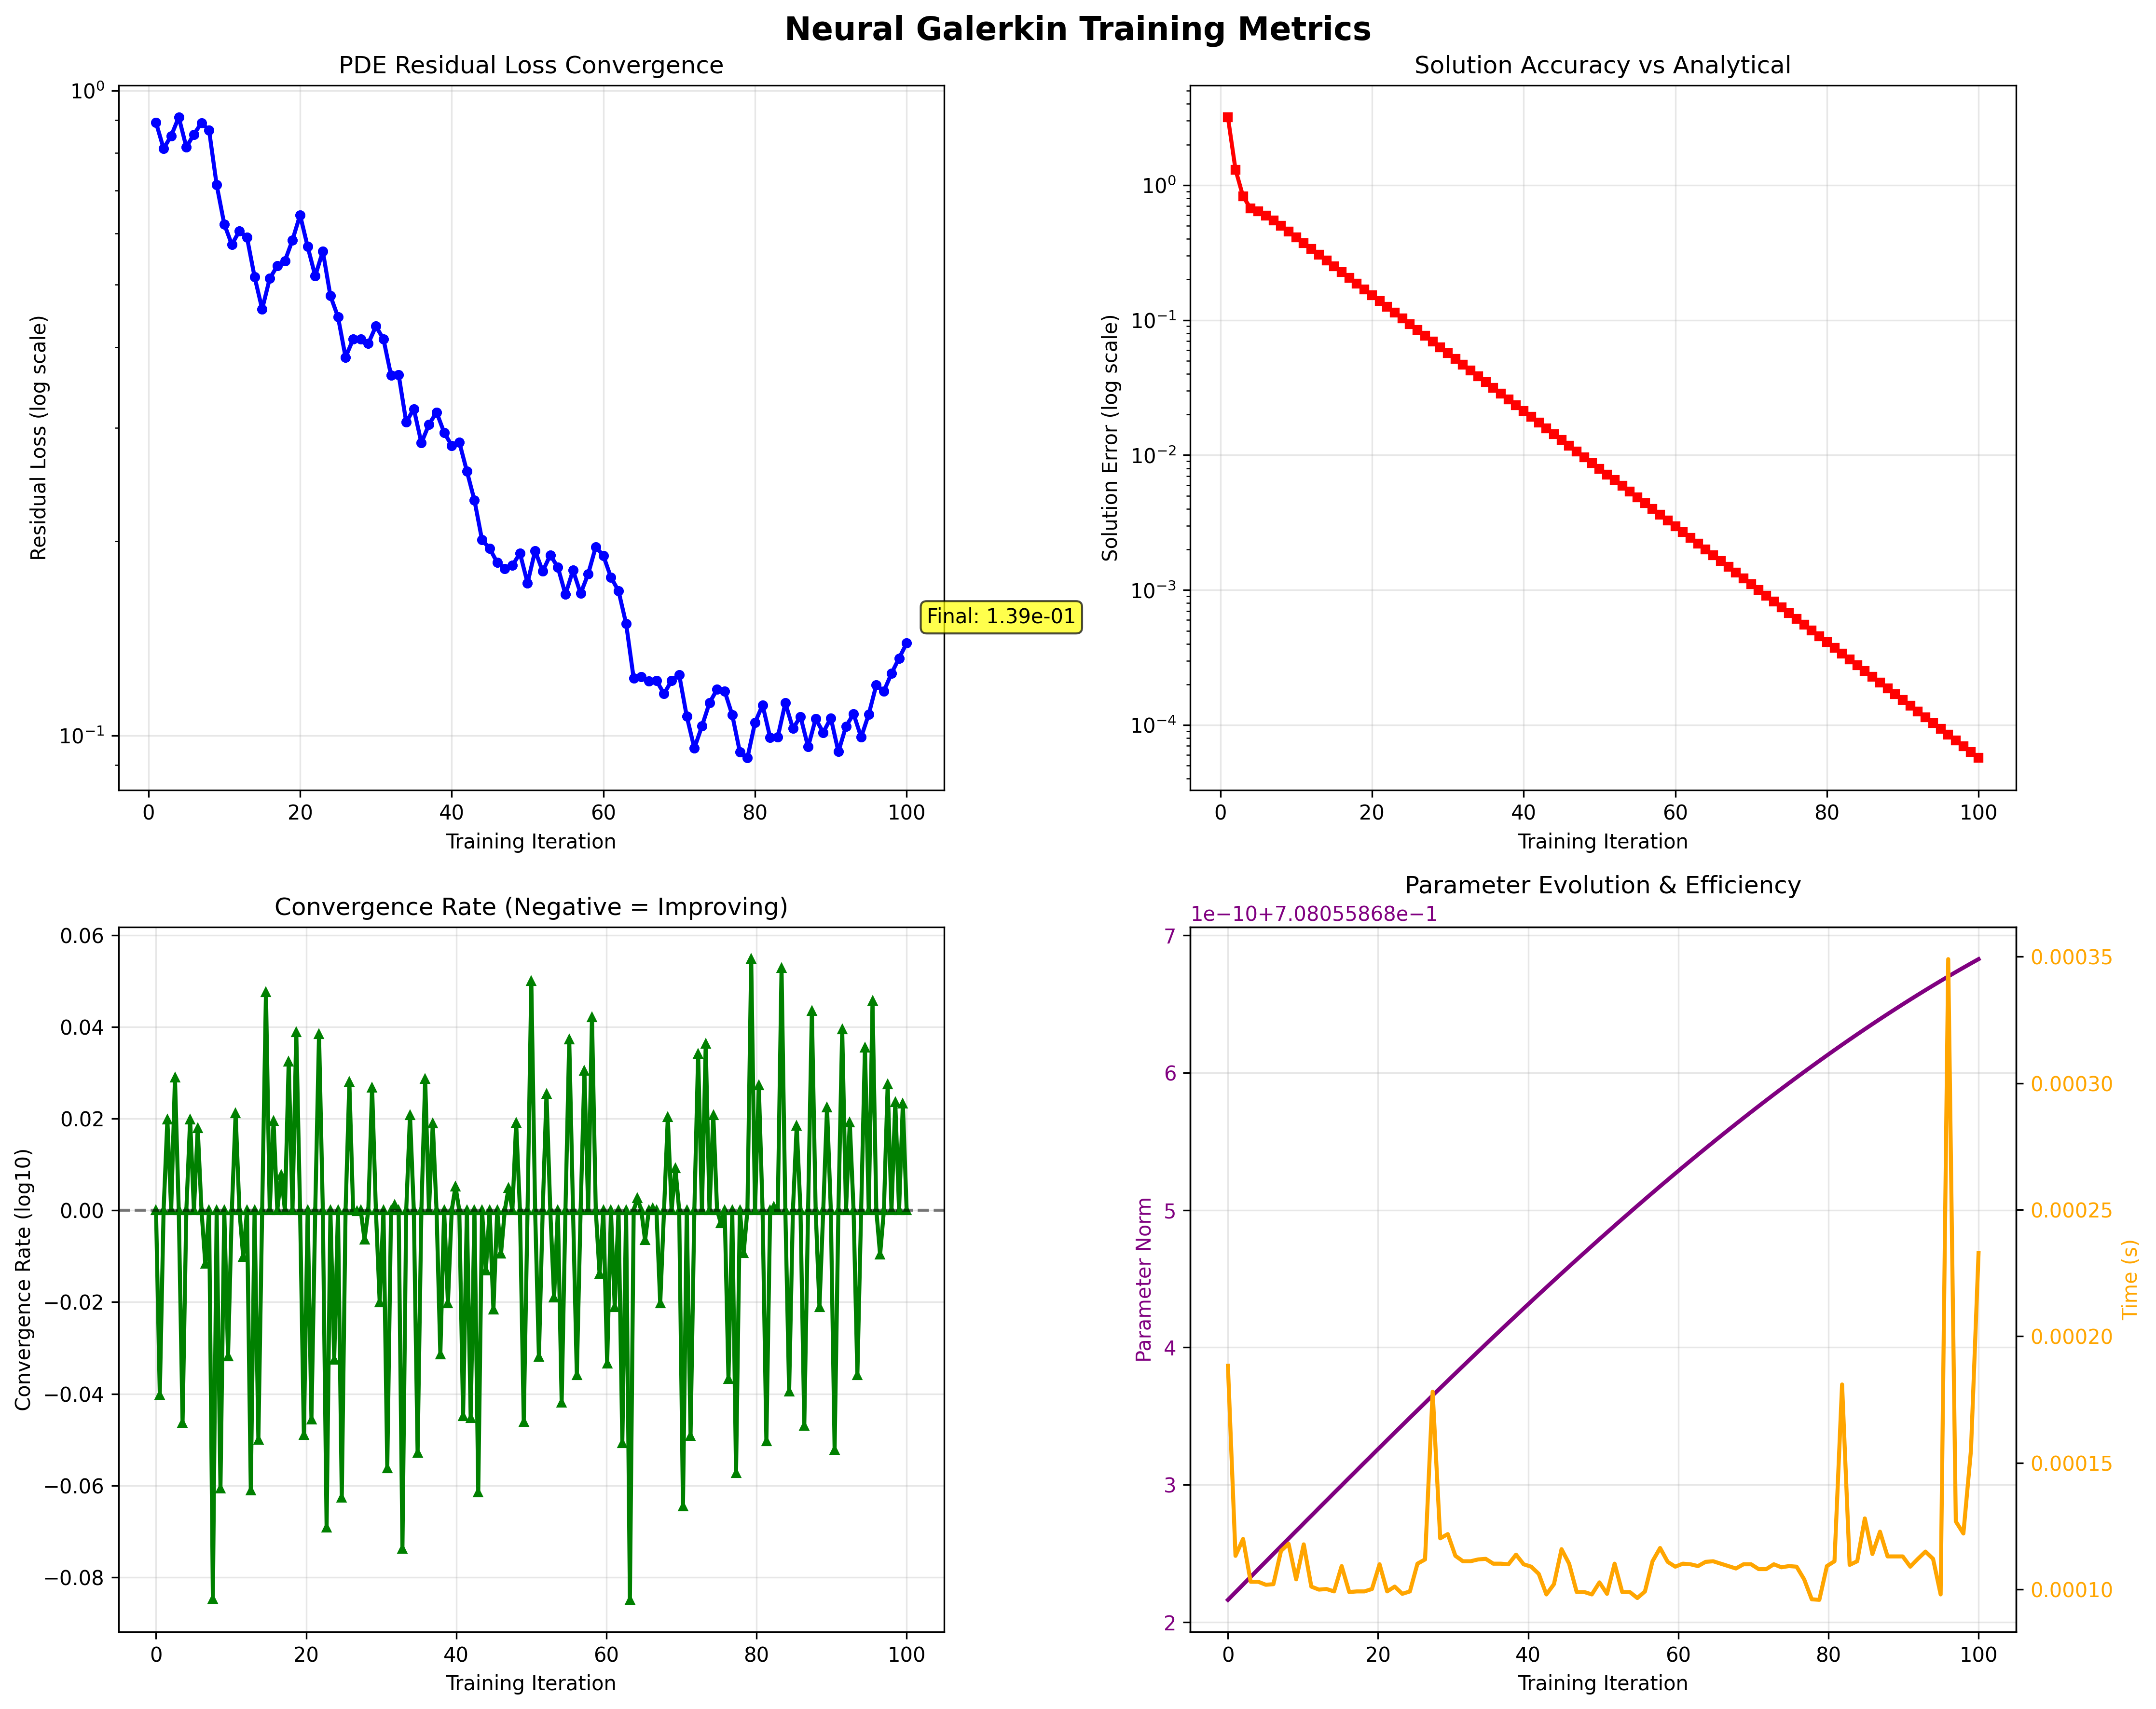 Neural Galerkin Training Metrics
PDE Residual Loss Convergence
Residual Loss (log scale)
10⁰
10⁻¹
Final: 1.39e-01
0 20 40 60 80 100
Training Iteration
Solution Accuracy vs Analytical
Solution Error (log scale)
10⁰
10⁻¹
10⁻²
10⁻³
10⁻⁴
0 20 40 60 80 100
Training Iteration
Convergence Rate (Negative = Improving)
Convergence Rate (log10)
0.06
0.04
0.02
0.00
−0.02
−0.04
−0.06
−0.08
0 20 40 60 80 100
Training Iteration
Parameter Evolution & Efficiency
1e−10+7.08055868e−1
Parameter Norm
7
6
5
4
3
2
0.00035
0.00030
0.00025
0.00020
0.00015
0.00010
Time (s)
0 20 40 60 80 100
Training Iteration